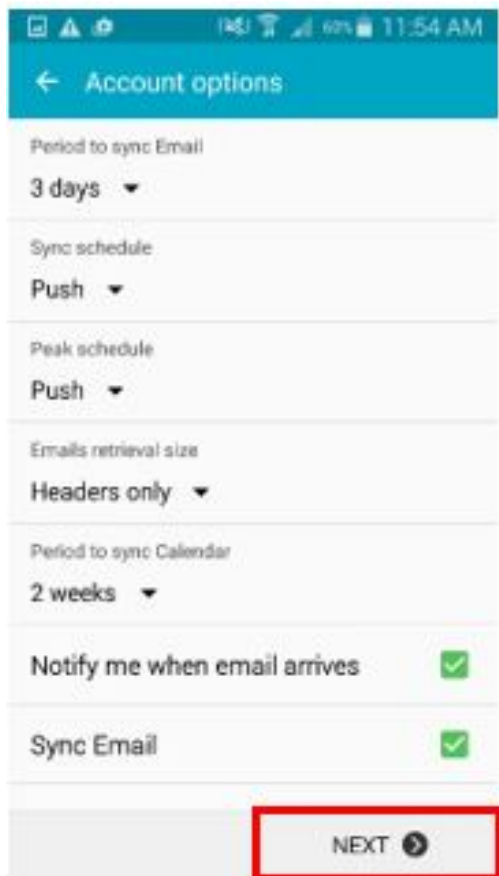 60% 11:54 AM
Account options
Period to sync Email
3 days
Sync schedule
Push
Peak schedule
Push
Emails retrieval size
Headers only
Period to sync Calendar
2 weeks
Notify me when email arrives
Sync Email
NEXT